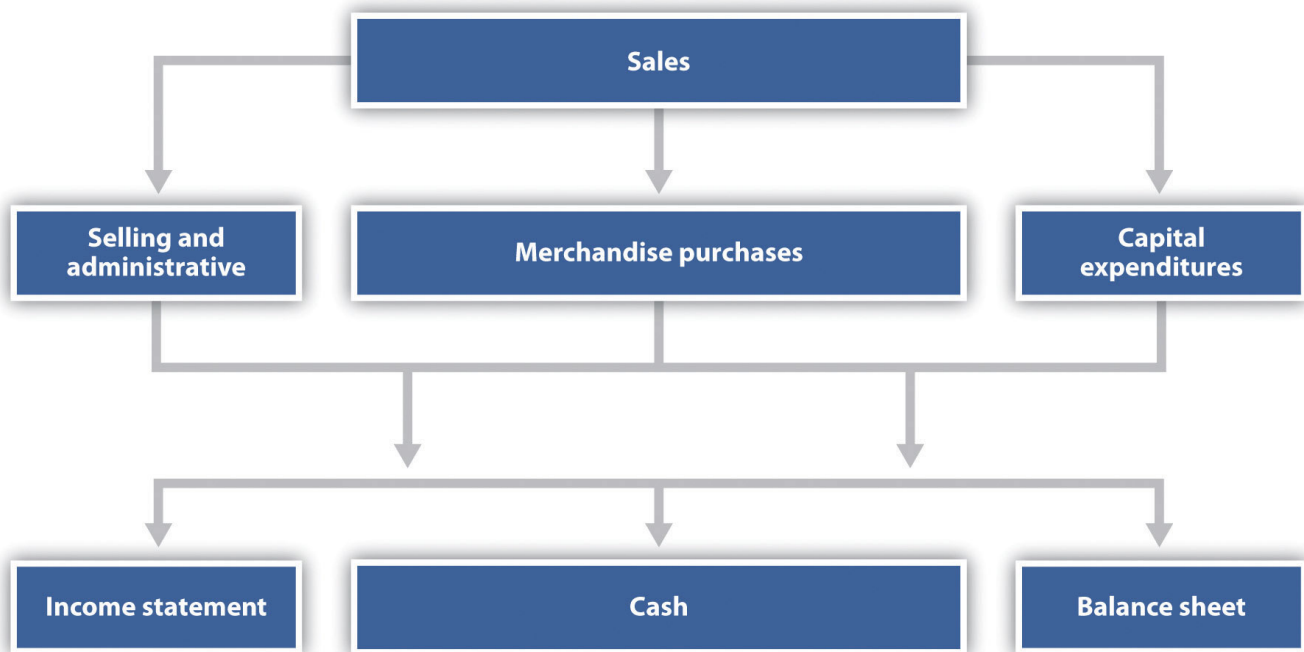 Sales
Selling and
administrative
Merchandise purchases
Capital
expenditures
Income statement
Cash
Balance sheet